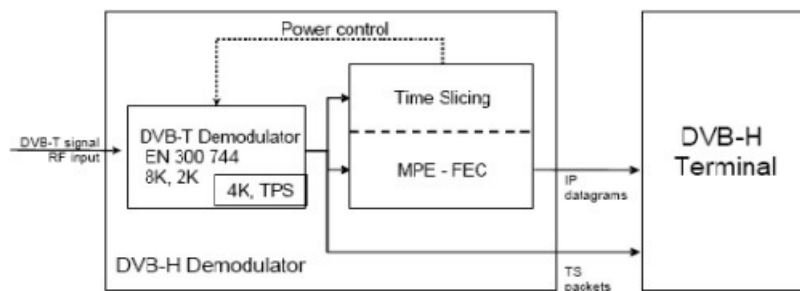 Power control
Time Slicing
DVB-T signal
RF input
DVB-T Demodulator
EN 300 744
8K, 2K
4K, TPS
MPE - FEC
DVB-H
Terminal
IP
datagrams
DVB-H Demodulator
TS
packets